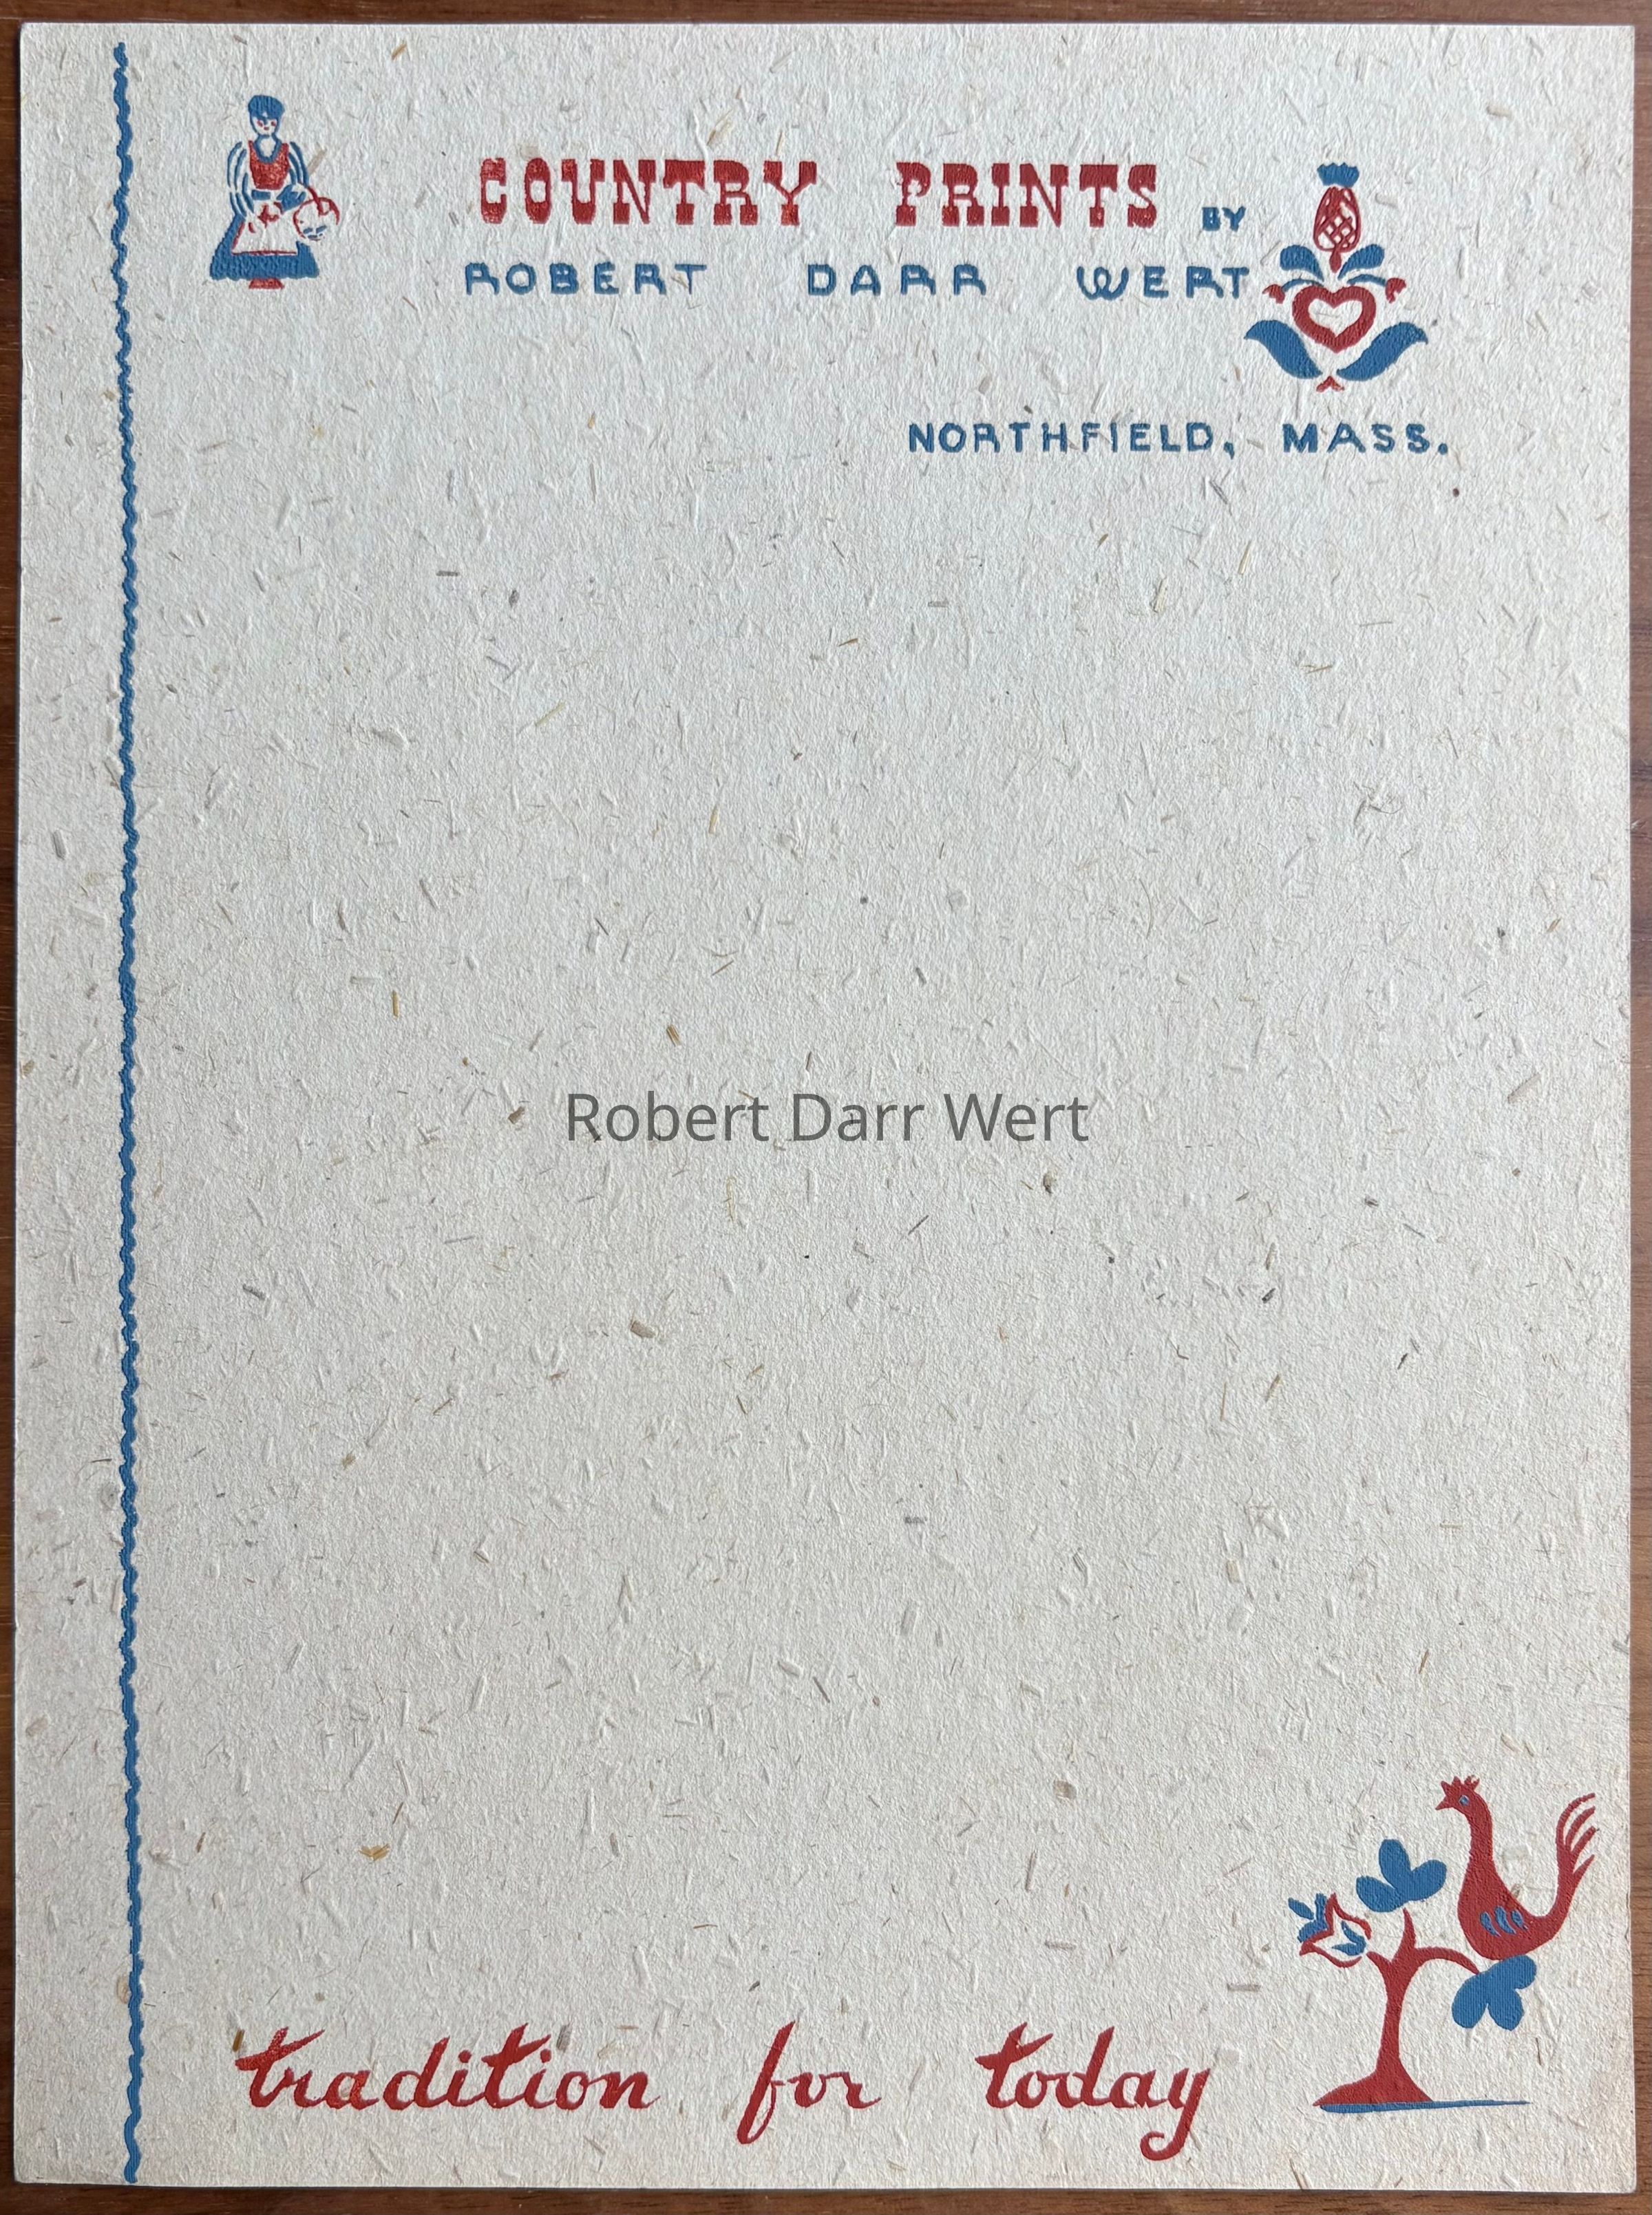 COUNTRY PRINTS BY
ROBERT DARR WERT
NORTHFIELD, MASS.
Robert Darr Wert
tradition for today